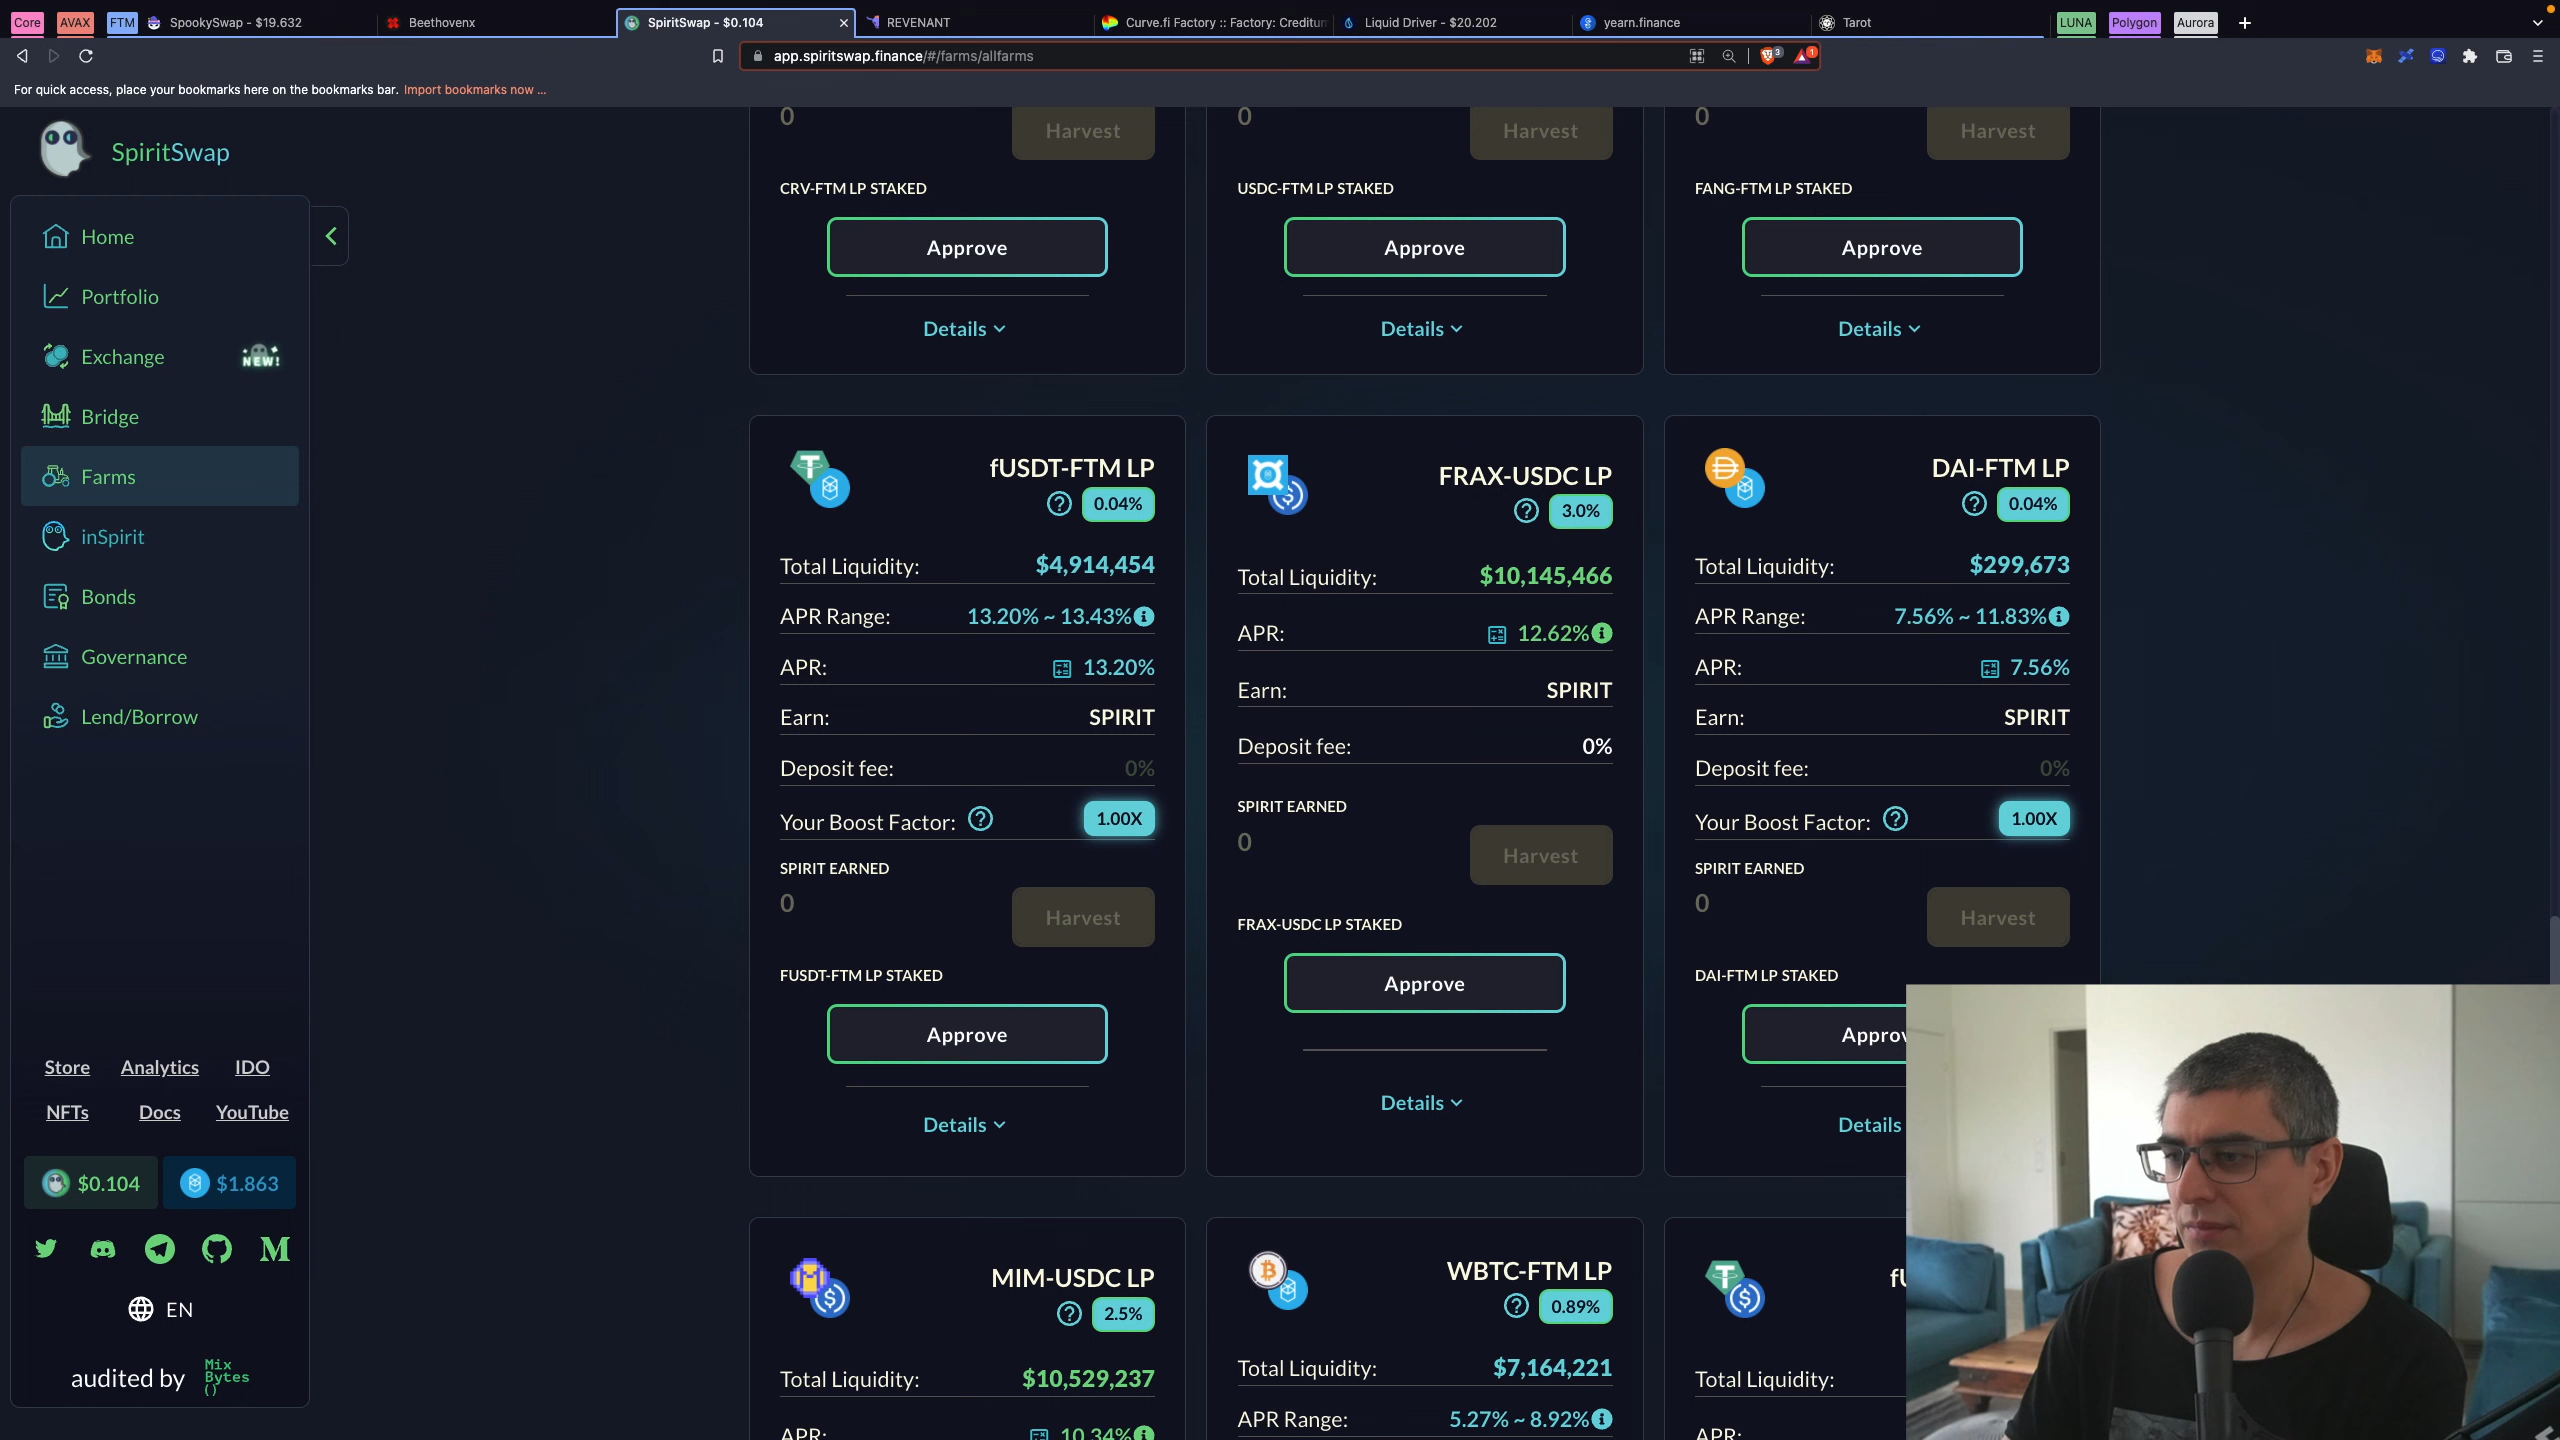 Core
AVAX
FTM
SpookySwap - $19.632
Beethovenx
SpiritSwap - $0.104
REVENANT
Curve.fi Factory :: Factory: Creditum
Liquid Driver - $20.202
yearn.finance
Tarot
LUNA
Polygon
Aurora
app.spiritswap.finance/#/farms/allfarms
3
1
For quick access, place your bookmarks here on the bookmarks bar. Import bookmarks now ...
SpiritSwap
Home
Portfolio
Exchange
NEW!
Bridge
Farms
inSpirit
Bonds
Governance
Lend/Borrow
Store Analytics IDO
NFTs Docs YouTube
$0.104 $1.863
EN
audited by Mix
Bytes
()
0 Harvest
CRV-FTM LP STAKED
Approve
Details
0 Harvest
USDC-FTM LP STAKED
Approve
Details
0 Harvest
FANG-FTM LP STAKED
Approve
Details
fUSDT-FTM LP
0.04%
Total Liquidity: $4,914,454
APR Range: 13.20% ~ 13.43%
APR: 13.20%
Earn: SPIRIT
Deposit fee: 0%
Your Boost Factor: 1.00X
SPIRIT EARNED
0 Harvest
FUSDT-FTM LP STAKED
Approve
Details
FRAX-USDC LP
3.0%
Total Liquidity: $10,145,466
APR: 12.62%
Earn: SPIRIT
Deposit fee: 0%
SPIRIT EARNED
0 Harvest
FRAX-USDC LP STAKED
Approve
Details
DAI-FTM LP
0.04%
Total Liquidity: $299,673
APR Range: 7.56% ~ 11.83%
APR: 7.56%
Earn: SPIRIT
Deposit fee: 0%
Your Boost Factor: 1.00X
SPIRIT EARNED
0 Harvest
DAI-FTM LP STAKED
Details
MIM-USDC LP
2.5%
Total Liquidity: $10,529,237
APR: 10.34%
WBTC-FTM LP
0.89%
Total Liquidity: $7,164,221
APR Range: 5.27% ~ 8.92%
Total Liquidity:
APR: